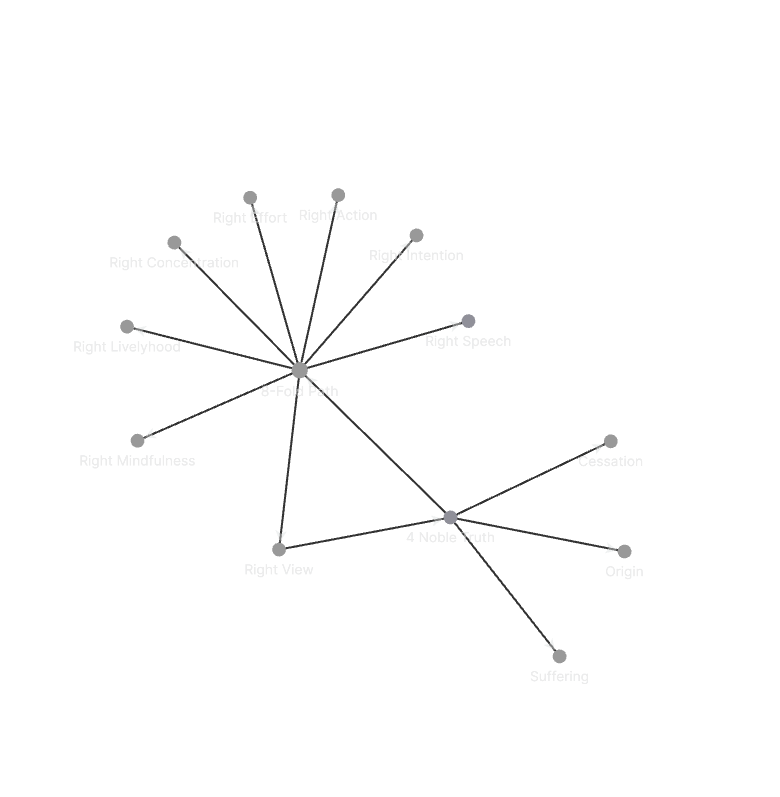 Right Effort
Right Action
Right Concentration
Right Intention
Right Livelyhood
Right Speech
8-Fold Path
Right Mindfulness
Cessation
4 Noble Truth
Right View
Origin
Suffering